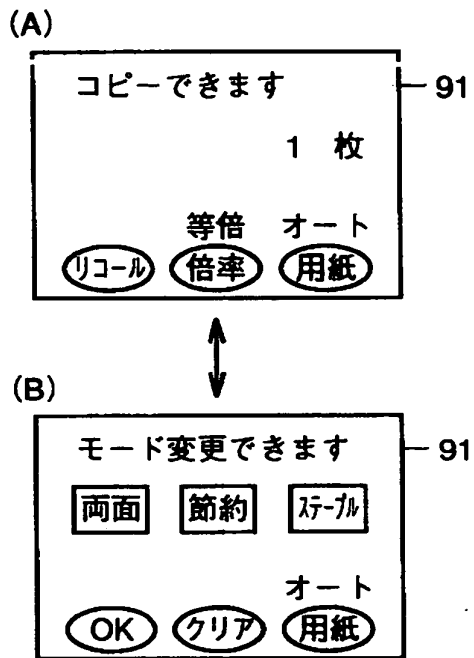 (A)
コピーできます
91
1 枚
等倍 オート
リコール 倍率 用紙
(B)
モード変更できます
91
両面 節約 ステープル
オート
OK クリア 用紙